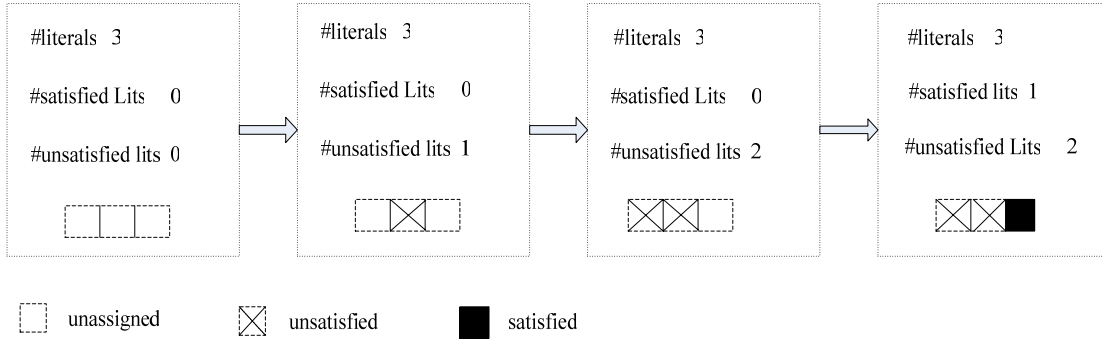 #literals 3
#satisfied Lits 0
#unsatisfied lits 0
#literals 3
#satisfied Lits 0
#unsatisfied lits 1
#literals 3
#satisfied Lits 0
#unsatisfied lits 2
#literals 3
#satisfied lits 1
#unsatisfied Lits 2
unassigned
unsatisfied
satisfied